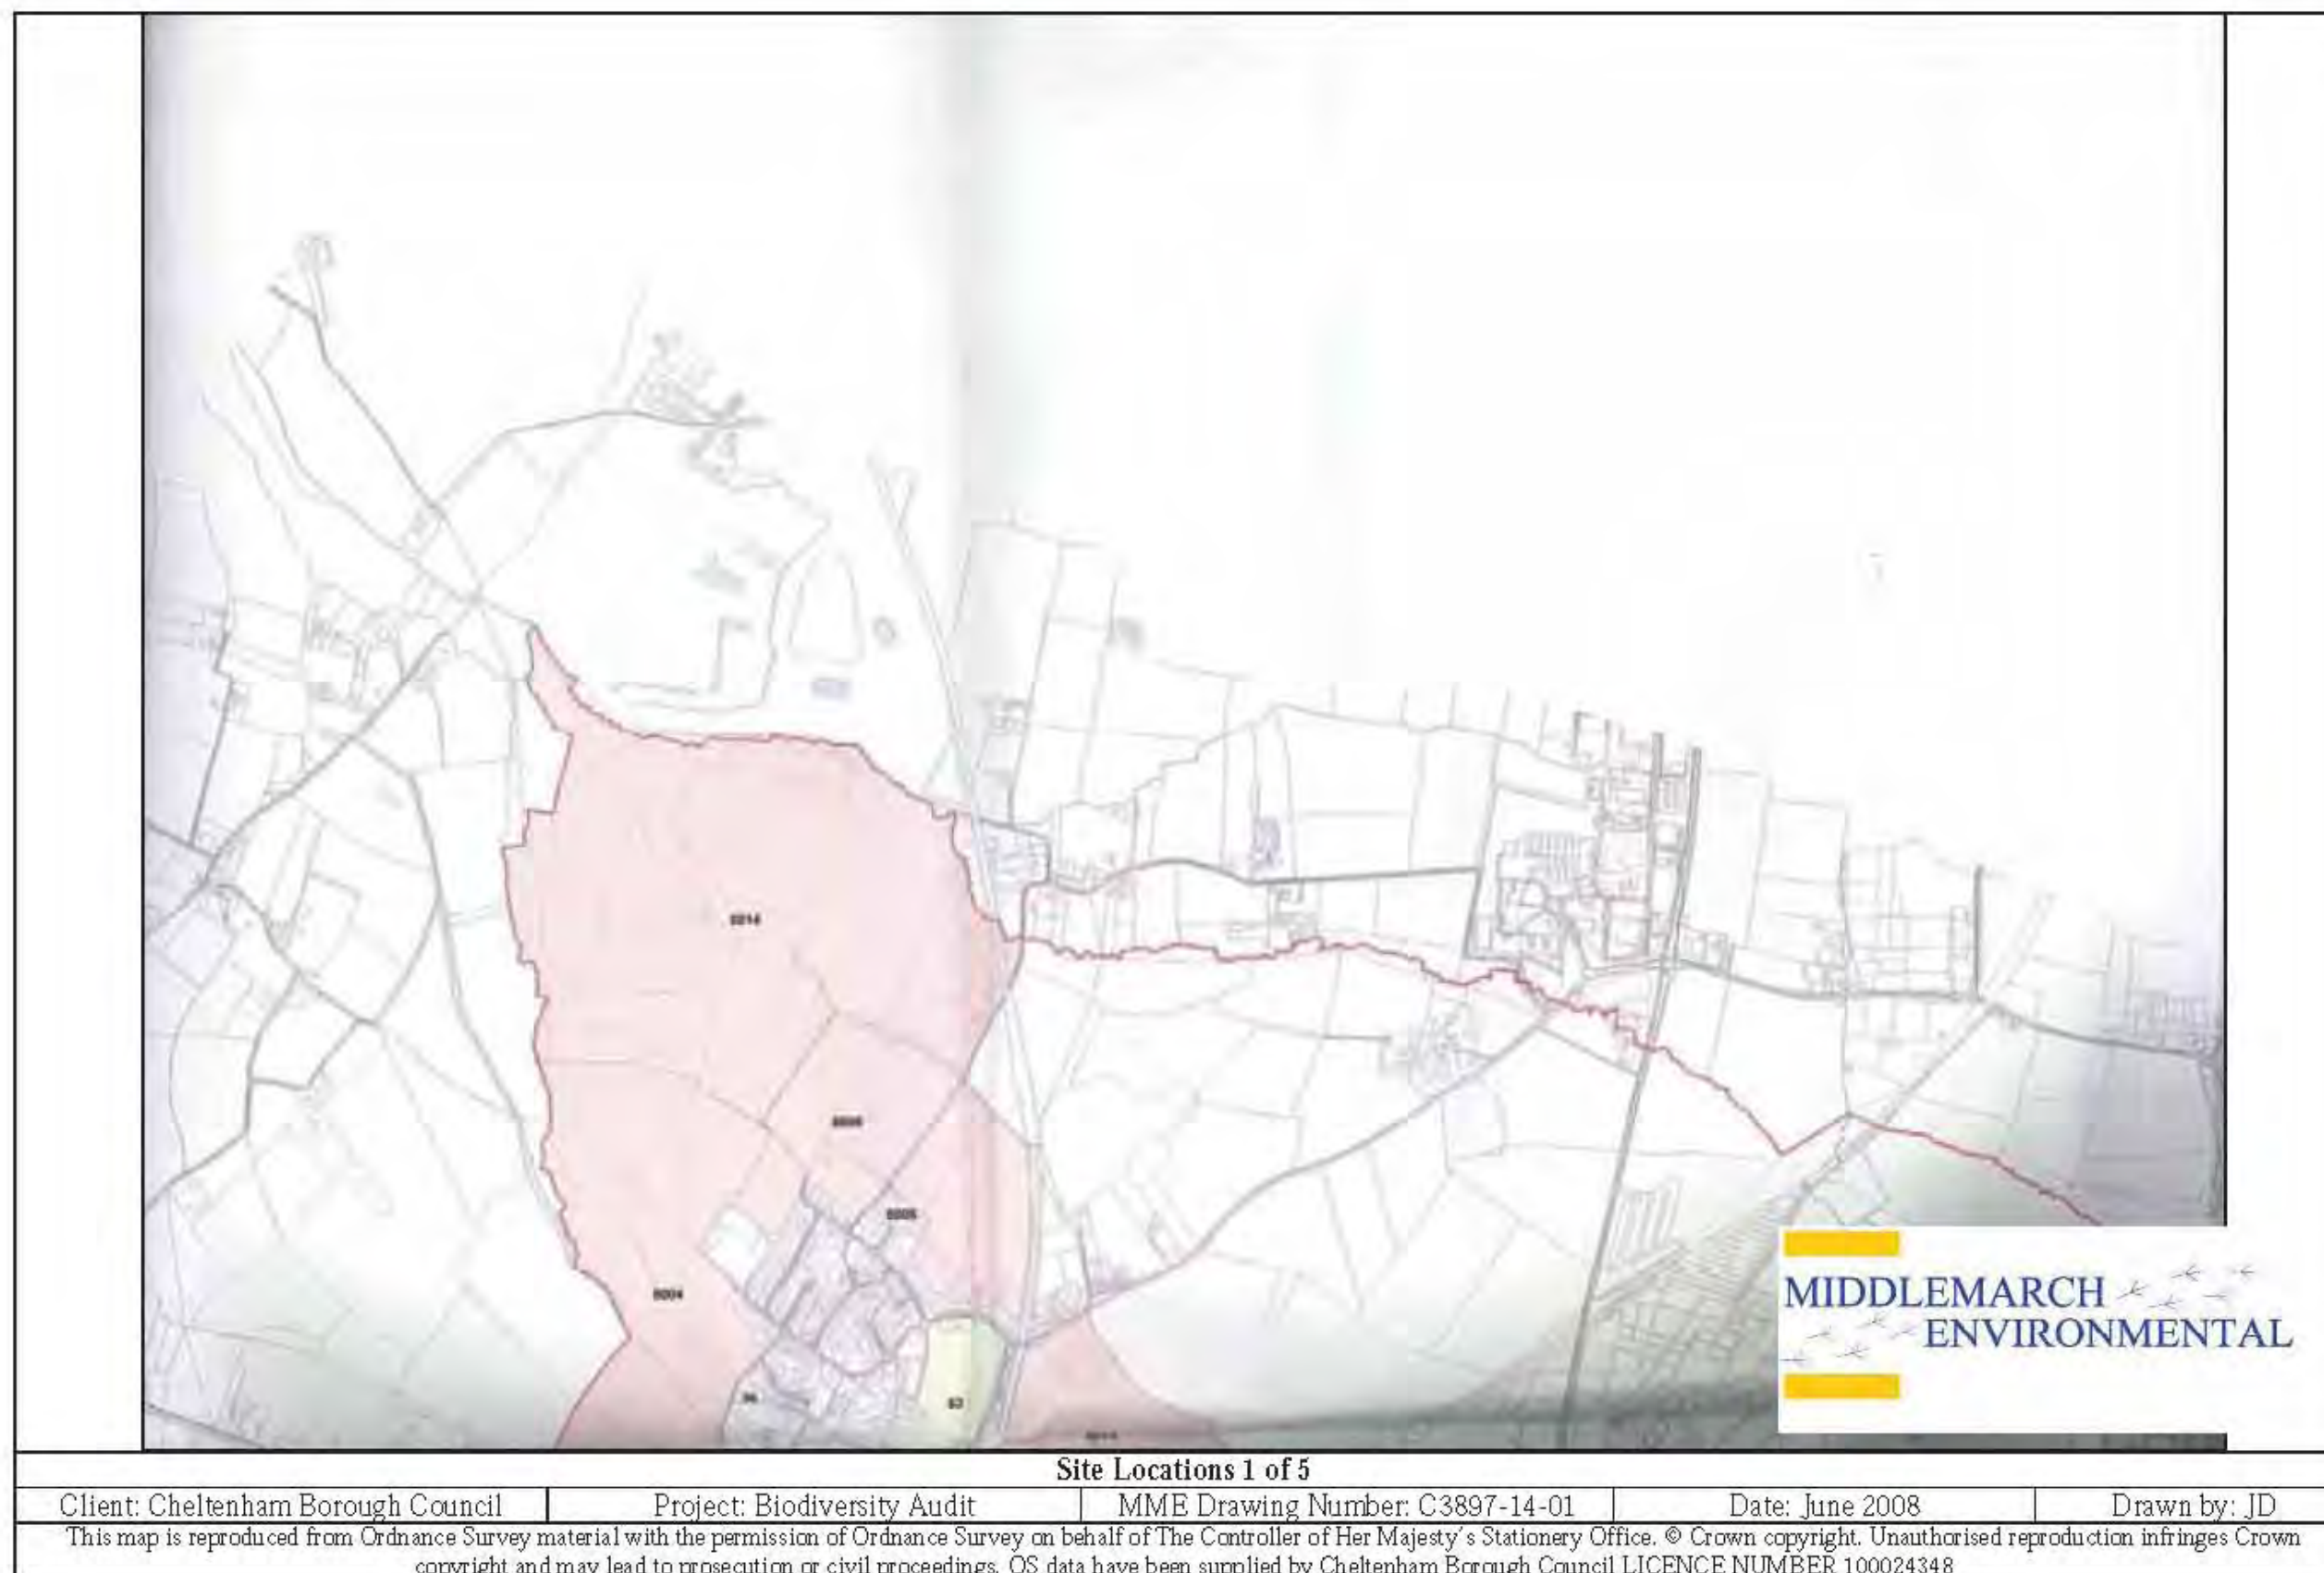 S004
MIDDLEMARCH
ENVIRONMENTAL
Site Locations 1 of 5
Client: Cheltenham Borough Council
Project: Biodiversity Audit
MME Drawing Number: C3897-14-01
Date: June 2008
Drawn by: JD
This map is reproduced from Ordnance Survey material with the permission of Ordnance Survey on behalf of The Controller of Her Majesty's Stationery Office. © Crown copyright. Unauthorised reproduction infringes Crown
copyright and may lead to prosecution or civil proceedings. OS data have been supplied by Cheltenham Borough Council LICENCE NUMBER 100024348